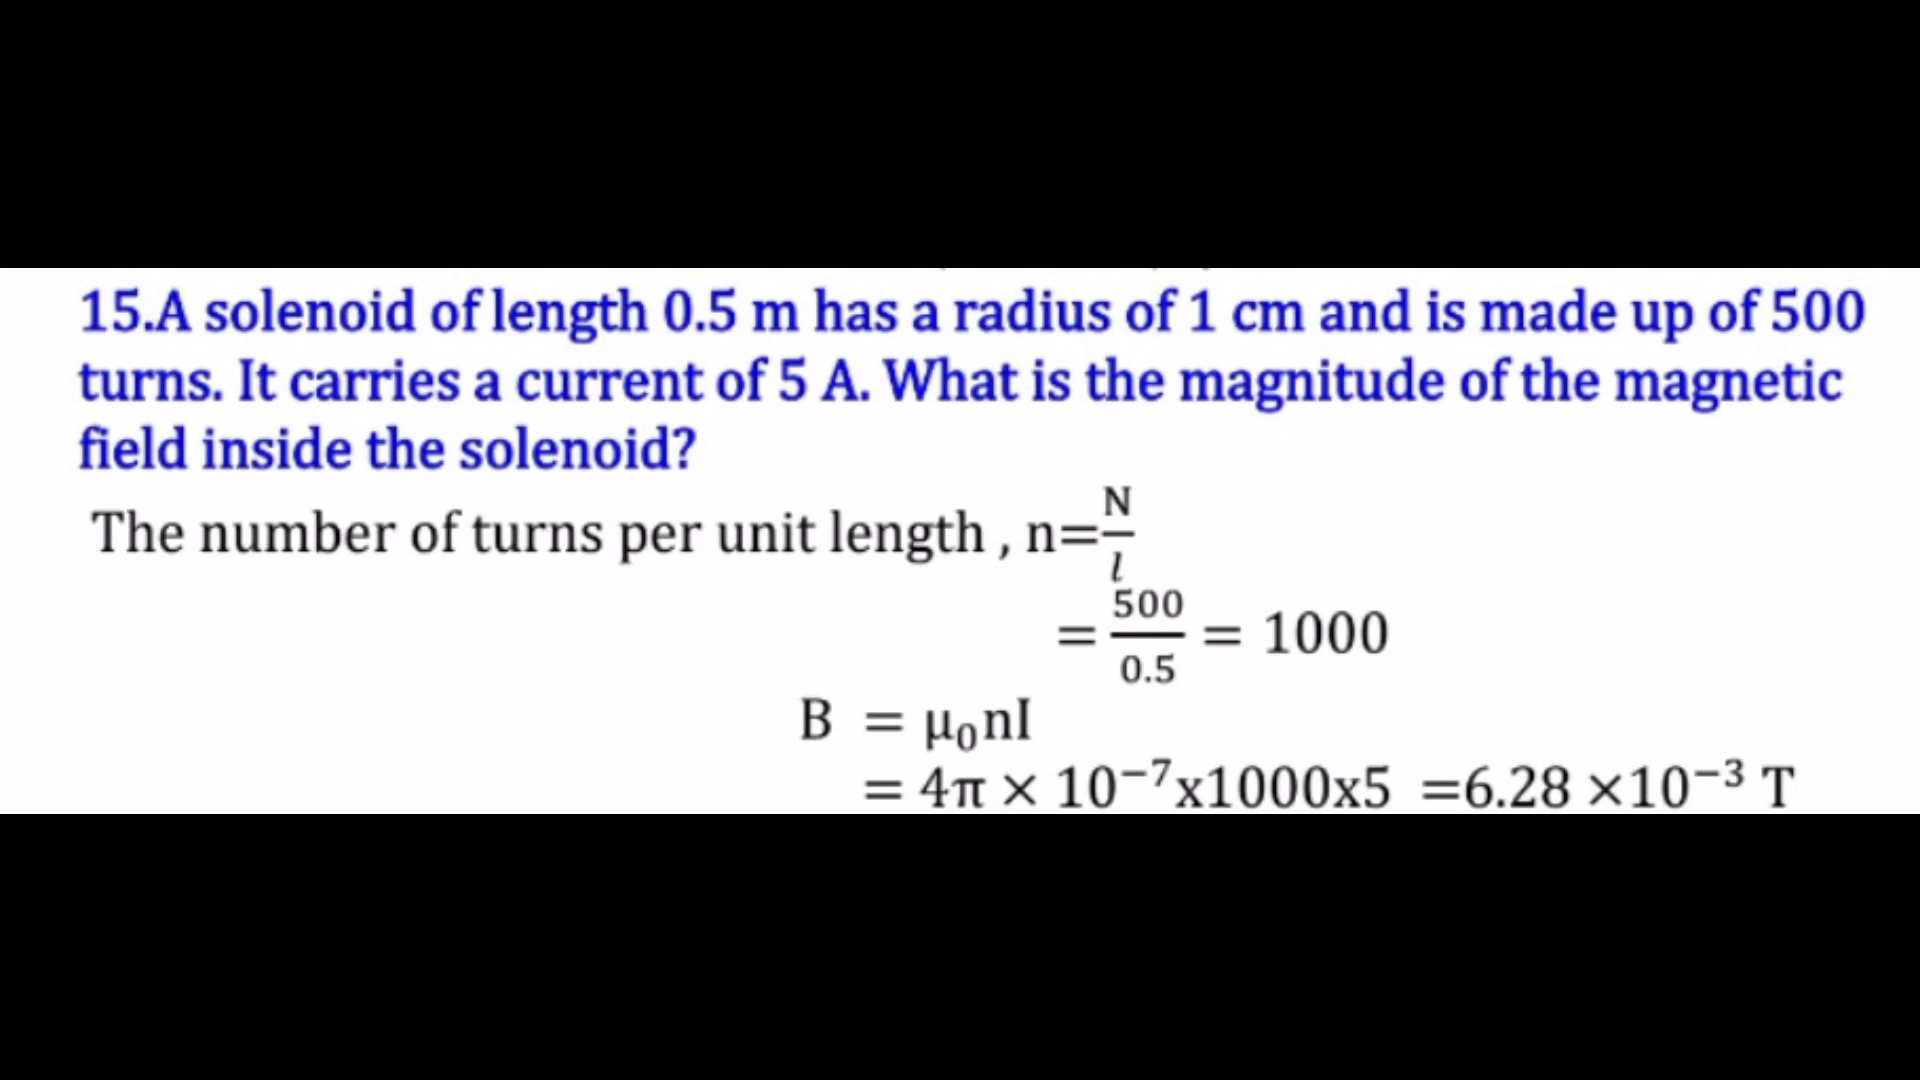 15.A solenoid of length 0.5 m has a radius of 1 cm and is made up of 500
turns. It carries a current of 5 A. What is the magnitude of the magnetic
field inside the solenoid?
The number of turns per unit length , n=N/l
= 500/0.5 = 1000
B = μ₀nI
= 4π × 10⁻⁷x1000x5 =6.28 ×10⁻³ T